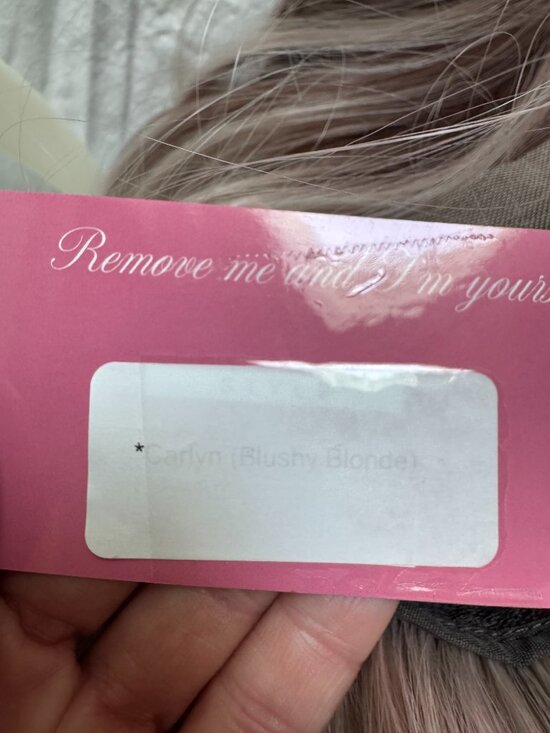 Remove me and I'm yours
*Carlyn (Blushy Blonde)